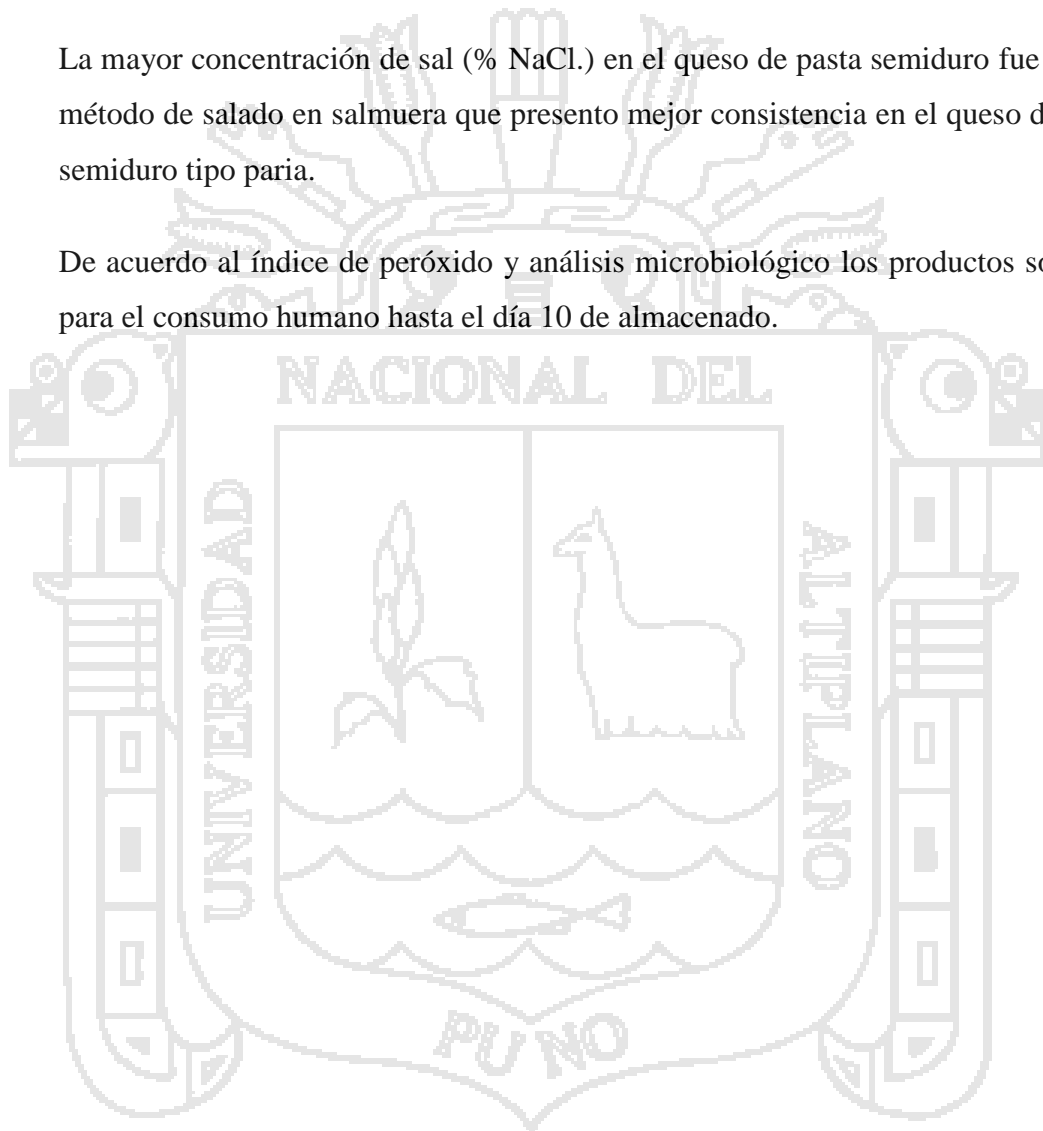 La mayor concentración de sal (% NaCl.) en el queso de pasta semiduro fue
método de salado en salmuera que presento mejor consistencia en el queso d
semiduro tipo paria.
De acuerdo al índice de peróxido y análisis microbiológico los productos so
para el consumo humano hasta el día 10 de almacenado.
NACIONAL DEL
UNIVERSIDAD
ALTIPLANO
PUNO